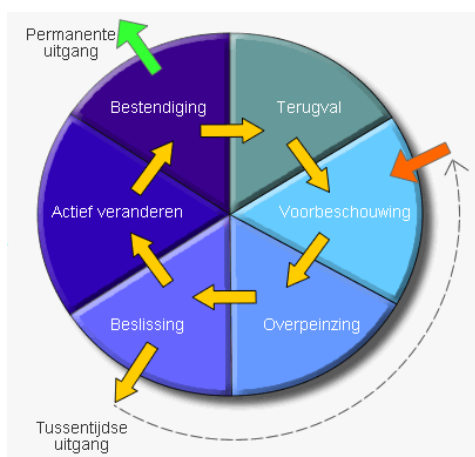 Permanente
uitgang
Bestendiging
Terugval
Actief veranderen
Voorbeschouwing
Beslissing
Overpeinzing
Tussentijdse
uitgang